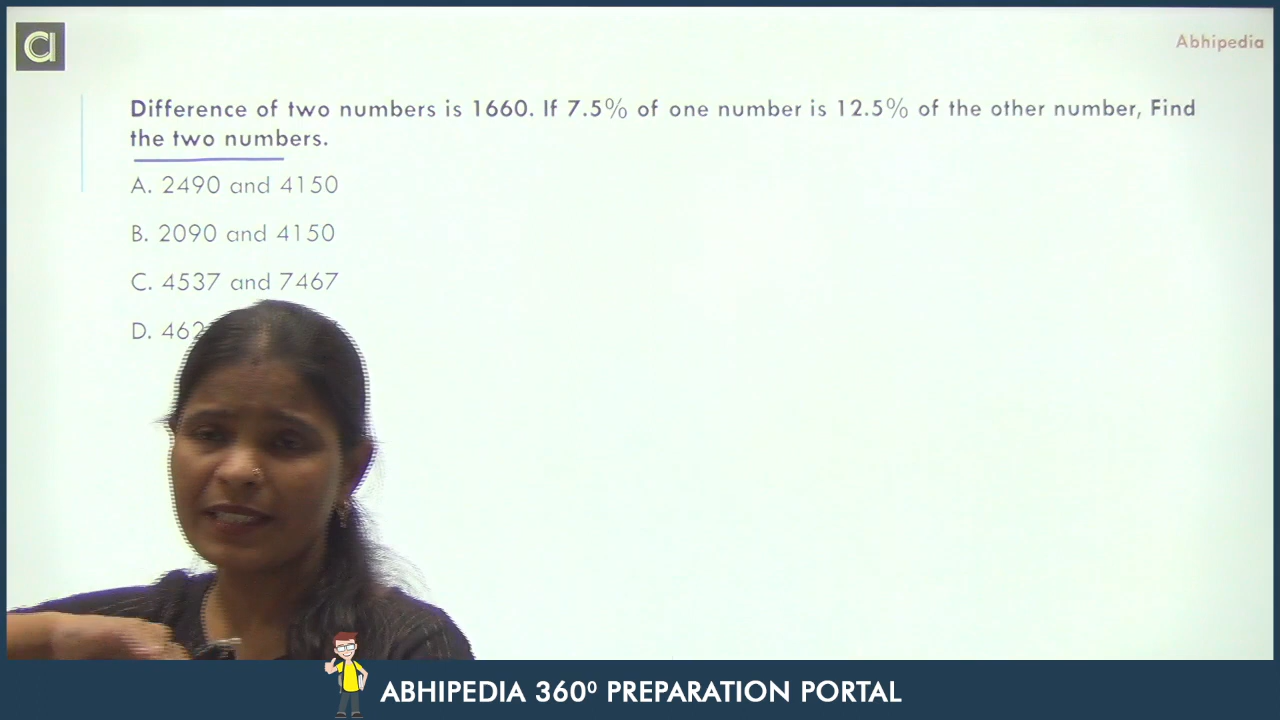 Abhipedia
Difference of two numbers is 1660. If 7.5% of one number is 12.5% of the other number, Find
the two numbers.
A. 2490 and 4150
B. 2090 and 4150
C. 4537 and 7467
D.
ABHIPEDIA 360⁰ PREPARATION PORTAL